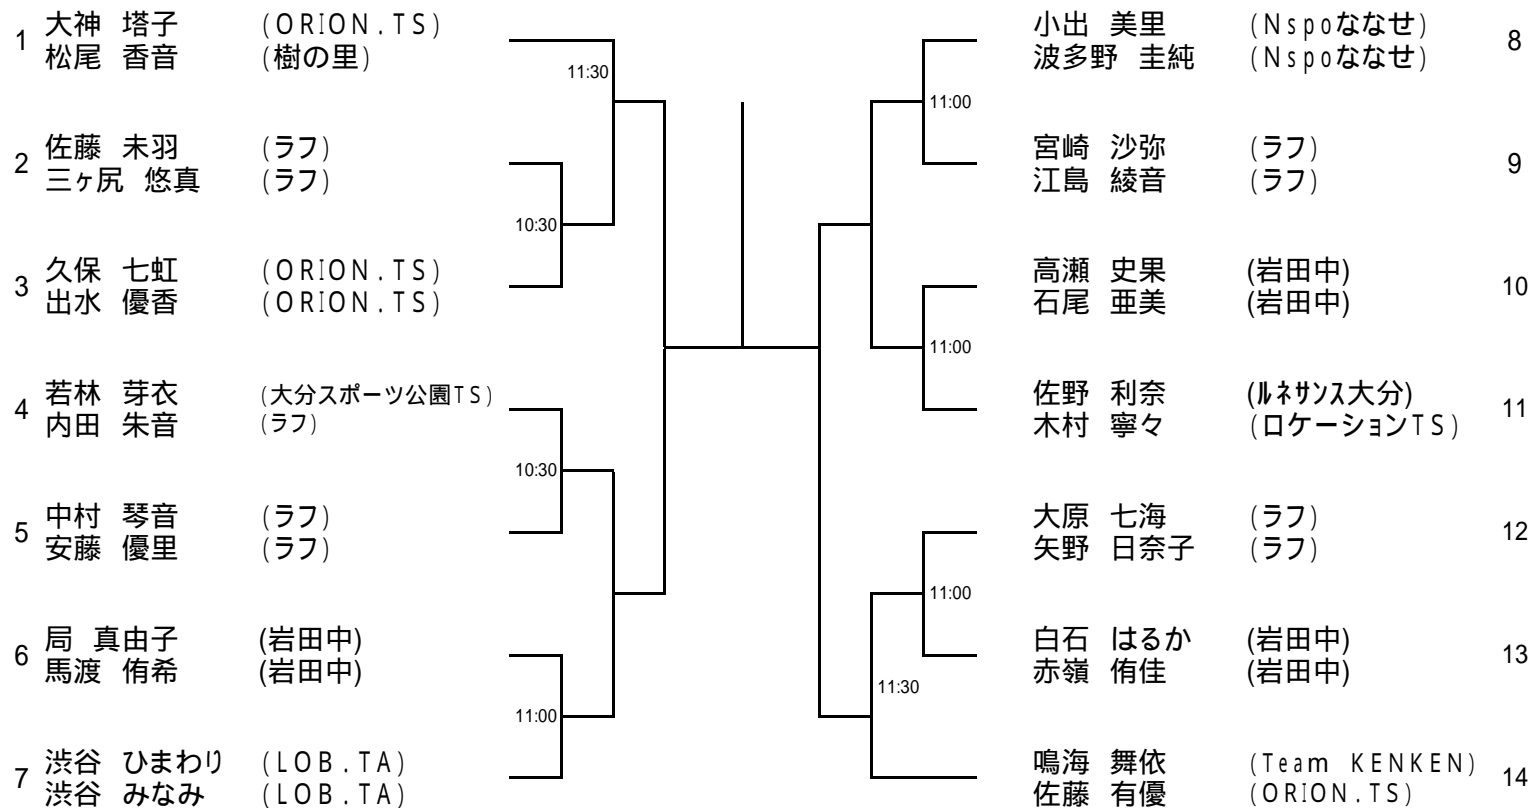 1 大神 塔子 (ORION.TS)
松尾 香音 (樹の里)
11:30
2 佐藤 未羽 (ラフ)
三ヶ尻 悠真 (ラフ)
10:30
3 久保 七虹 (ORION.TS)
出水 優香 (ORION.TS)
4 若林 芽衣 (大分スポーツ公園TS)
内田 朱音 (ラフ)
10:30
5 中村 琴音 (ラフ)
安藤 優里 (ラフ)
6 局 真由子 (岩田中)
馬渡 侑希 (岩田中)
11:00
7 渋谷 ひまわり (LOB.TA)
渋谷 みなみ (LOB.TA)
小出 美里 (Nspoななせ) 8
波多野 圭純 (Nspoななせ)
11:00
宮崎 沙弥 (ラフ) 9
江島 綾音 (ラフ)
高瀬 史果 (岩田中) 10
石尾 亜美 (岩田中)
11:00
佐野 利奈 (ルネサンス大分) 11
木村 寧々 (ロケーションTS)
大原 七海 (ラフ) 12
矢野 日奈子 (ラフ)
11:00
白石 はるか (岩田中) 13
赤嶺 侑佳 (岩田中)
11:30
鳴海 舞依 (Team KENKEN) 14
佐藤 有優 (ORION.TS)